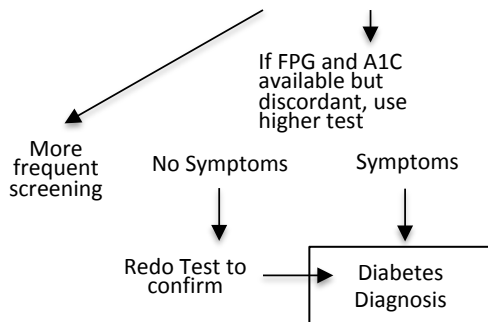 If FPG and A1C
available but
discordant, use
higher test
More
frequent
screening
No Symptoms
Symptoms
Redo Test to
confirm
Diabetes
Diagnosis